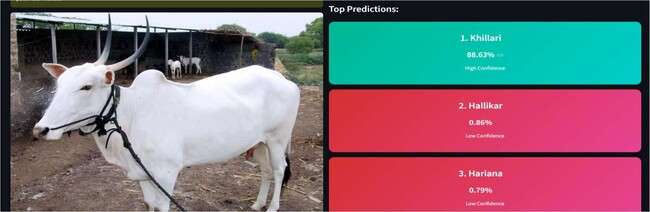 Top Predictions:
1. Khillari
88.63%
High Confidence
2. Hallikar
0.86%
Low Confidence
3. Hariana
0.79%
Low Confidence